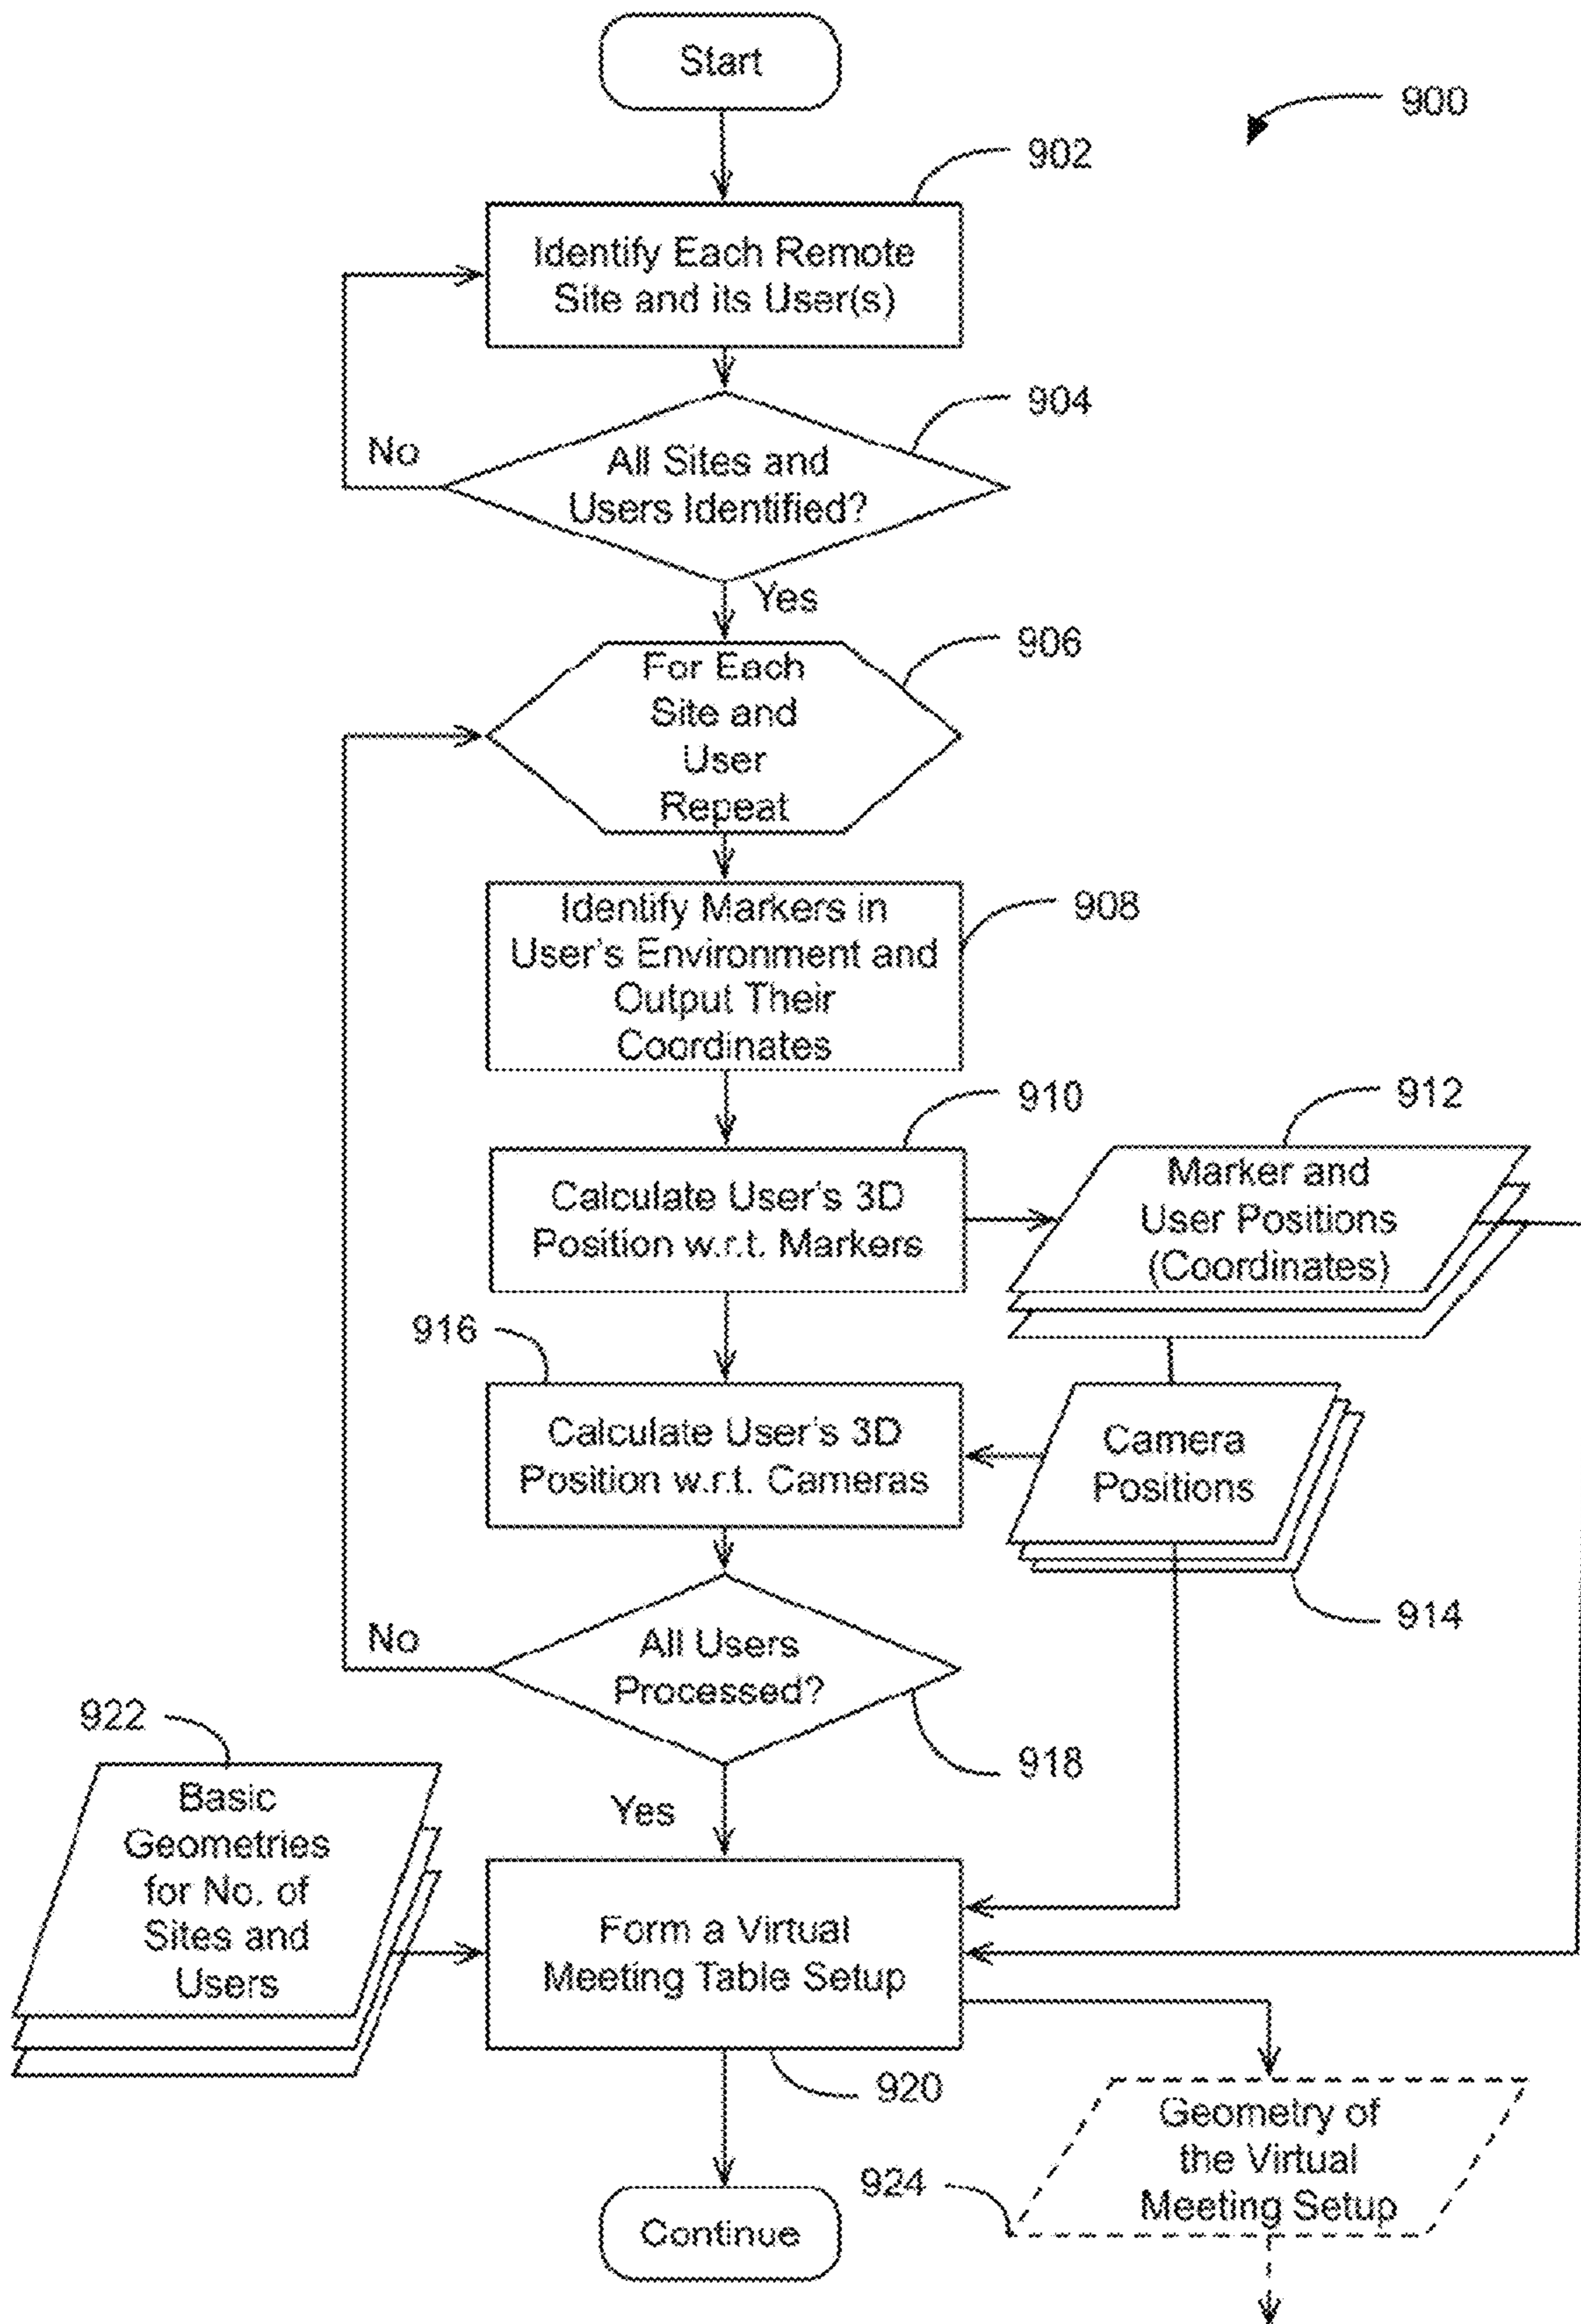 Start
900
902
Identify Each Remote
Site and its User(s)
904
No
All Sites and
Users Identified?
Yes
906
For Each
Site and
User
Repeat
908
Identify Markers in
User's Environment and
Output Their
Coordinates
910
912
Calculate User's 3D
Position w.r.t. Markers
Marker and
User Positions
(Coordinates)
916
Calculate User's 3D
Position w.r.t. Cameras
Camera
Positions
914
No
All Users
Processed?
918
922
Basic
Geometries
for No. of
Sites and
Users
Yes
Form a Virtual
Meeting Table Setup
920
924
Geometry of
the Virtual
Meeting Setup
Continue